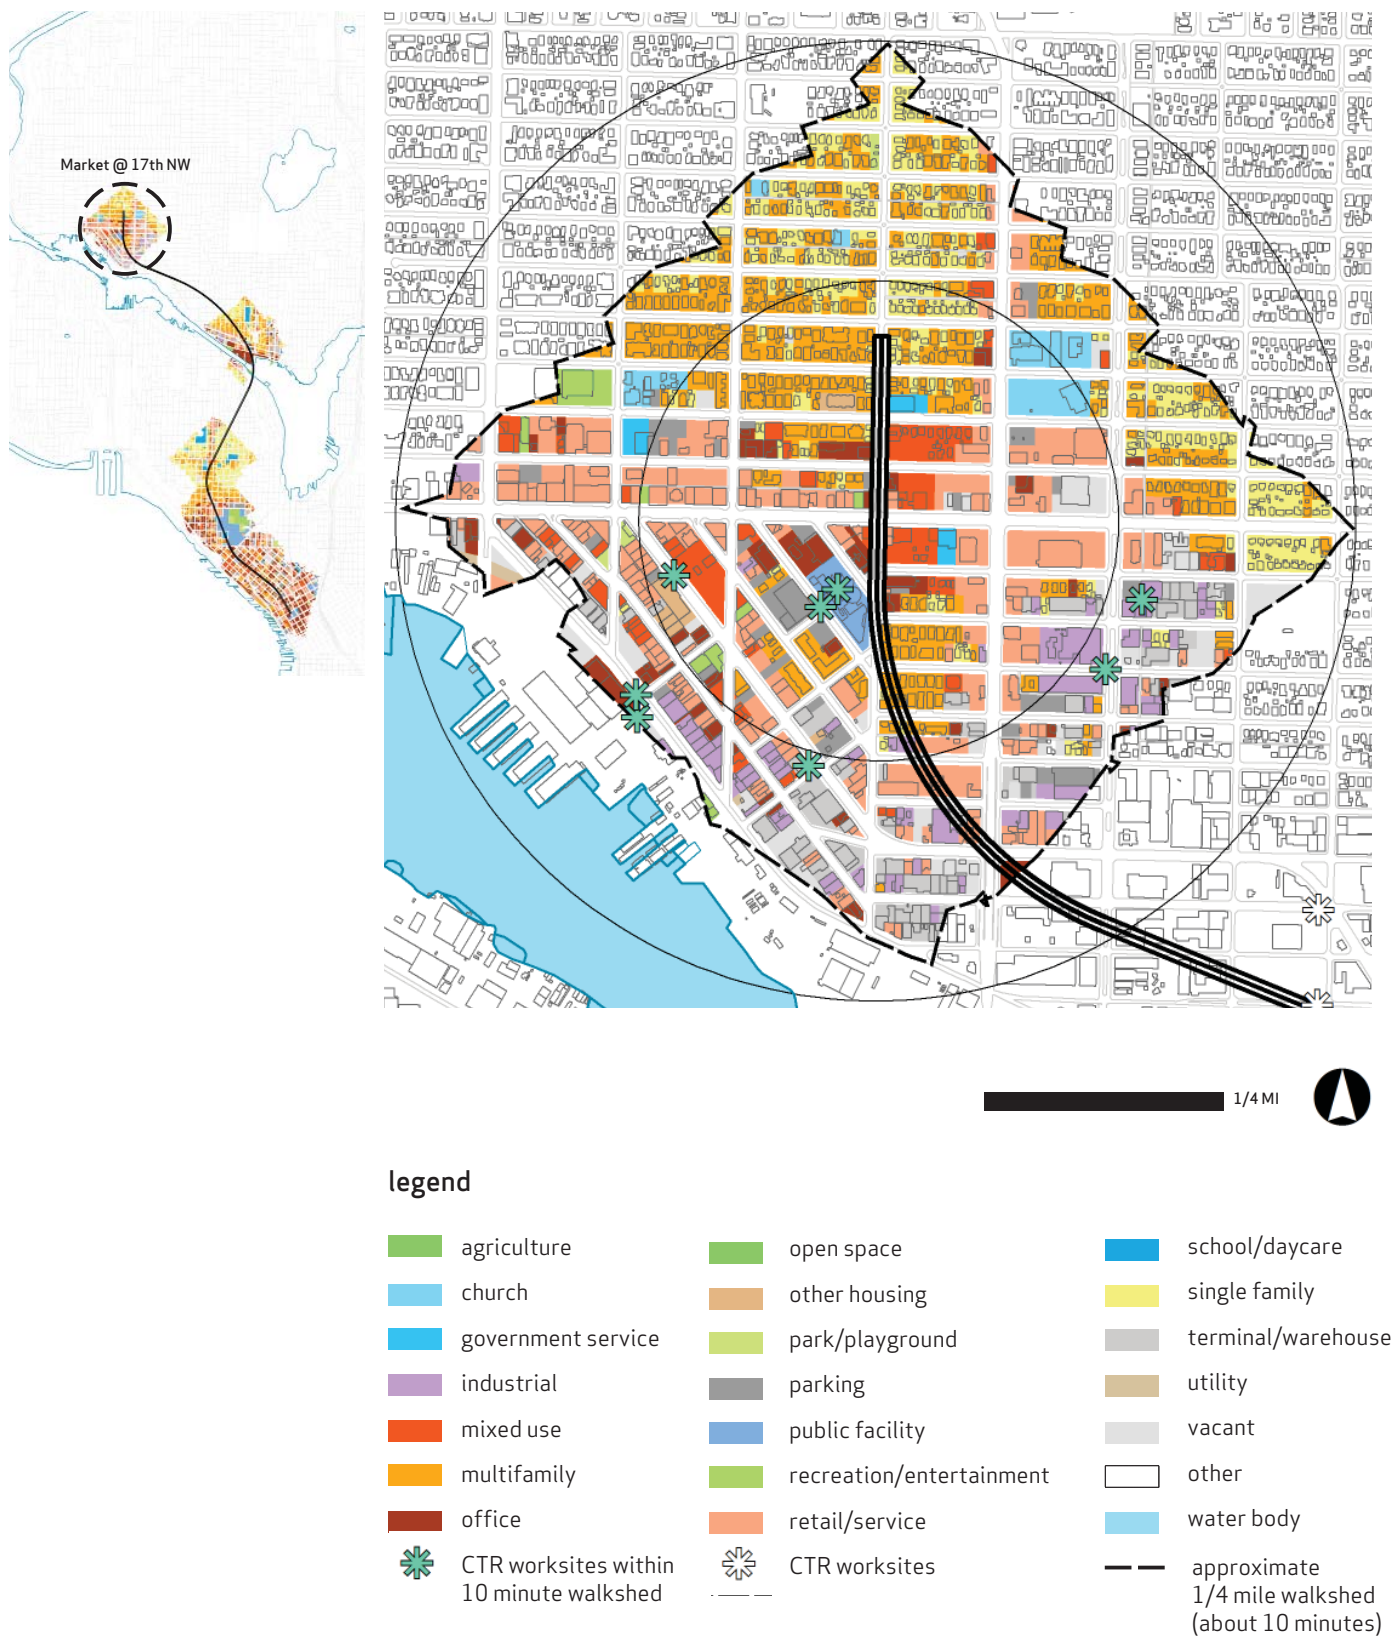 Market @ 17th NW
1/4 MI
legend
agriculture
church
government service
industrial
mixed use
multifamily
office
CTR worksites within
10 minute walkshed
open space
other housing
park/playground
parking
public facility
recreation/entertainment
retail/service
CTR worksites
school/daycare
single family
terminal/warehouse
utility
vacant
other
water body
approximate
1/4 mile walkshed
(about 10 minutes)